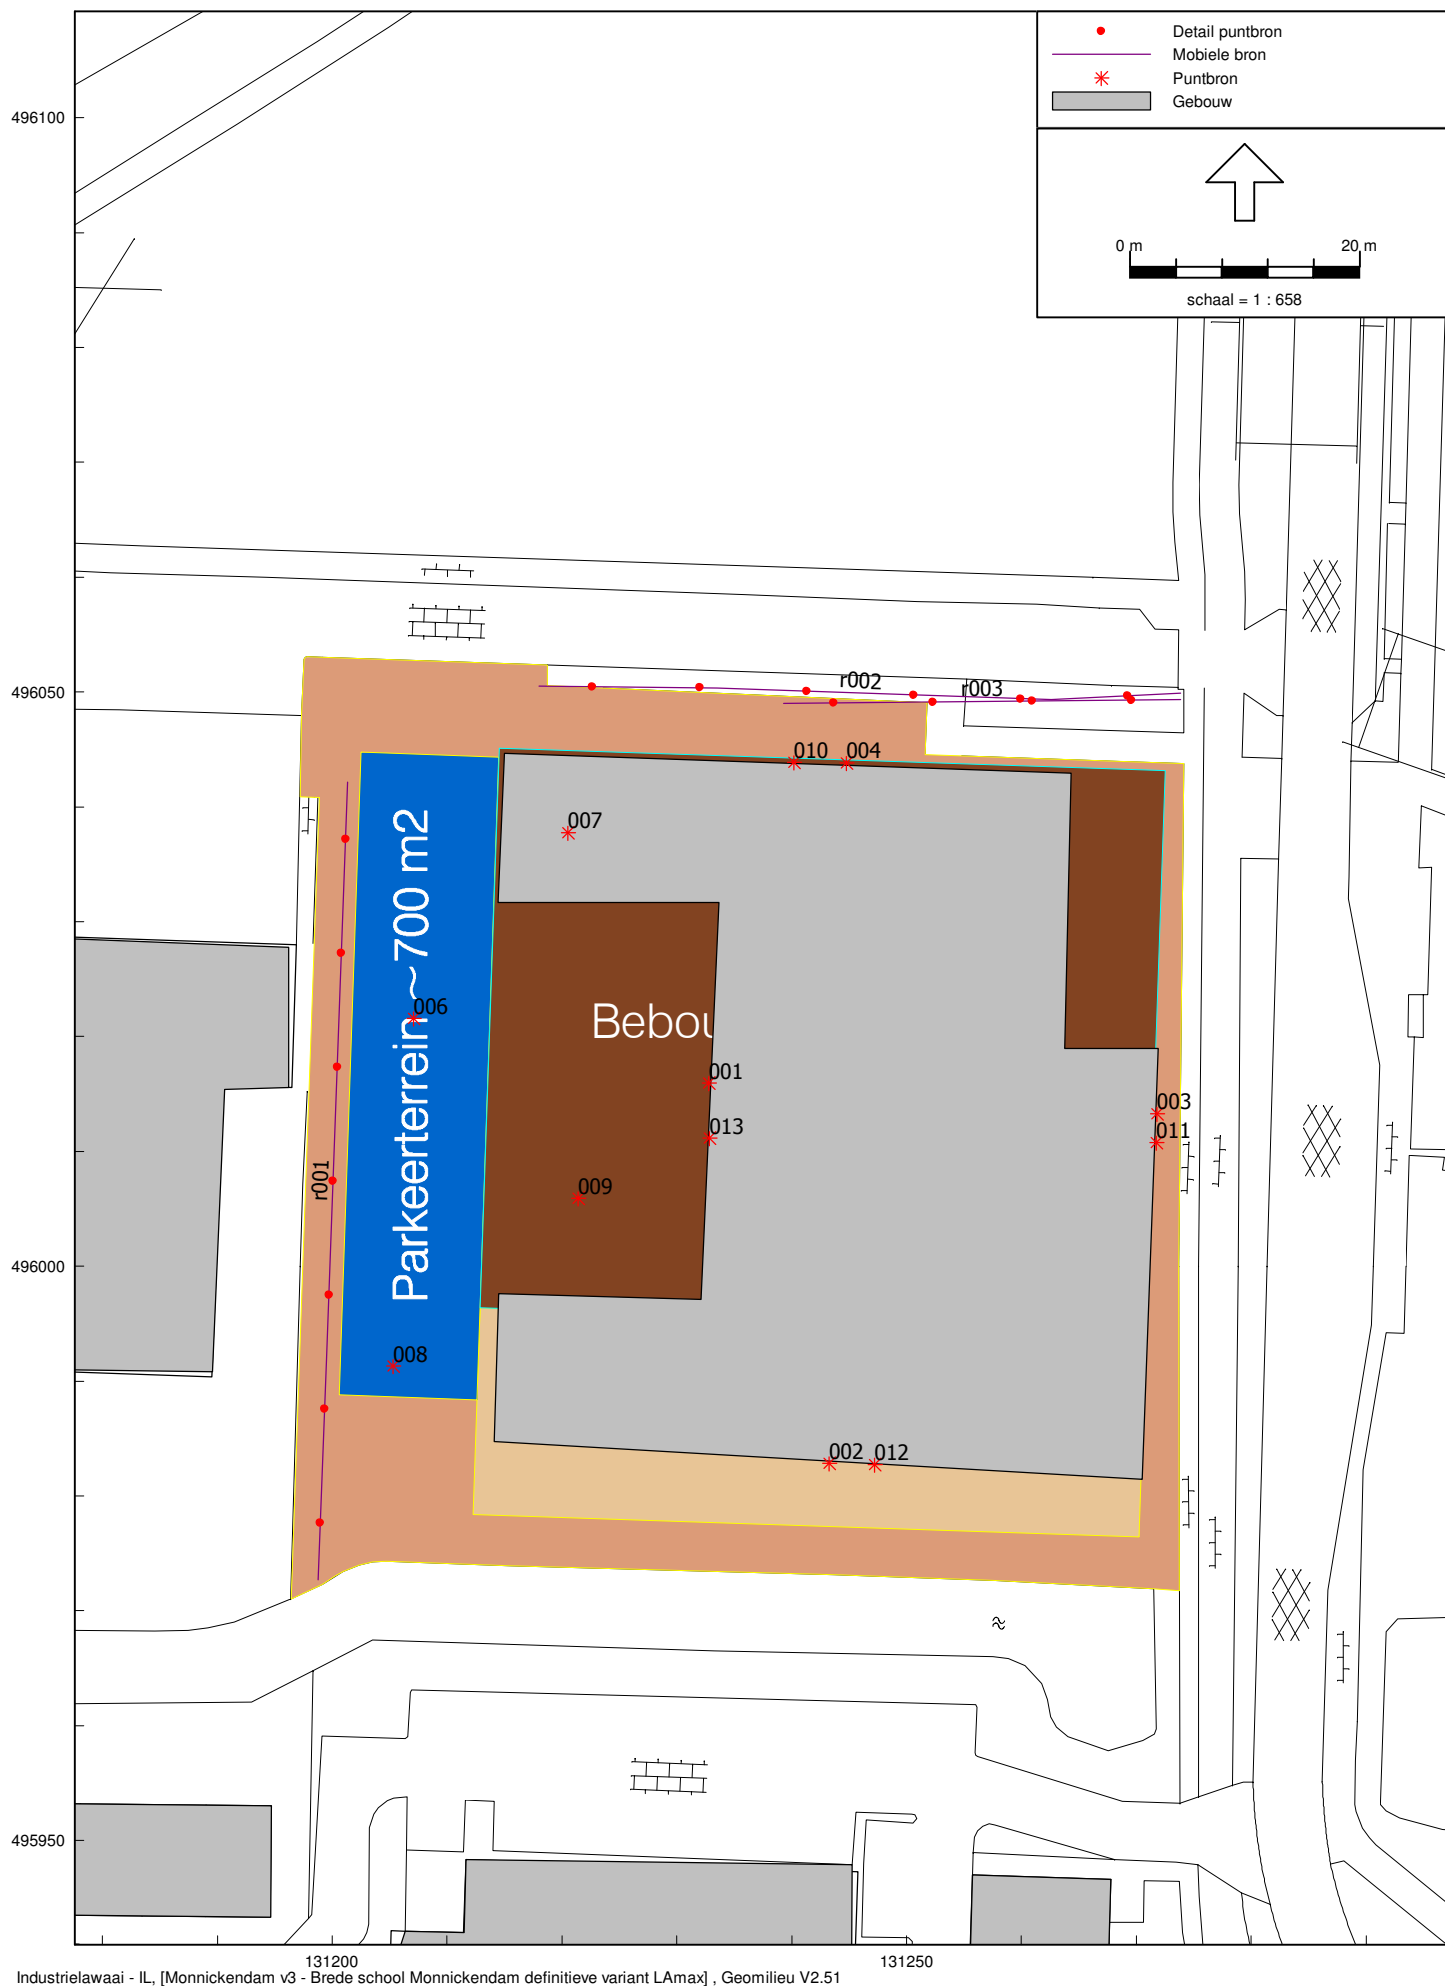 Detail puntbron
Mobiele bron
Puntbron
Gebouw
0 m 20 m
schaal = 1 : 658
496100
496050
496000
495950
131200
131250
r002
r003
010
004
007
Parkeerterrein ~700 m2
006
Bebou
001
003
013
011
009
r001
008
002
012
Industrielawaai - IL, [Monnickendam v3 - Brede school Monnickendam definitieve variant LAmax] , Geomilieu V2.51